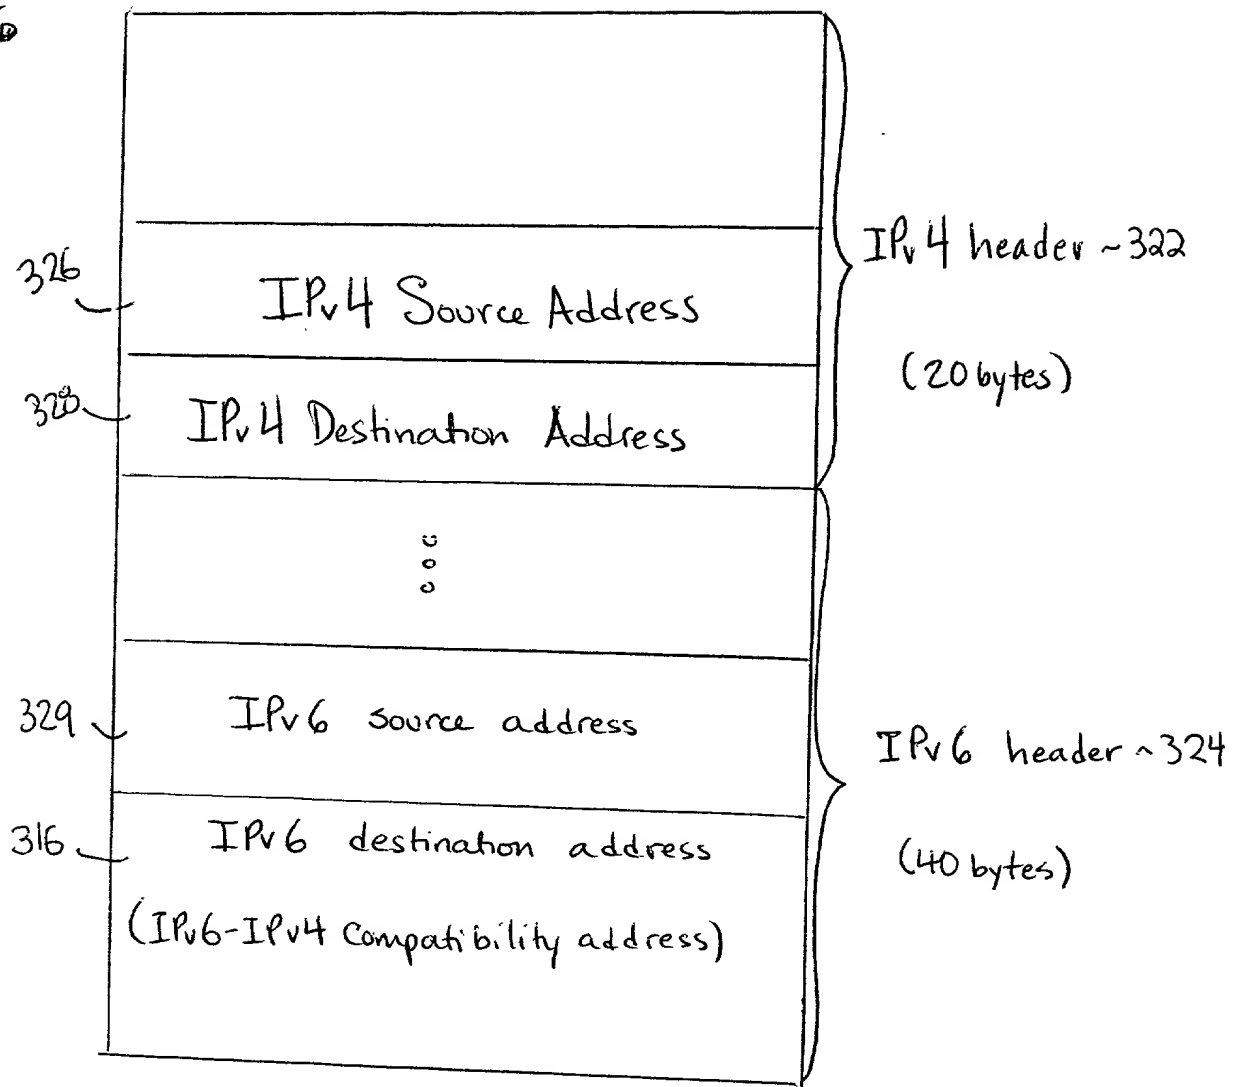 IPv4 header ~322
326
IPv4 Source Address
(20 bytes)
328
IPv4 Destination Address
329
IPv6 source address
IPv6 header ~324
316
IPv6 destination address
(40 bytes)
(IPv6-IPv4 Compatibility address)